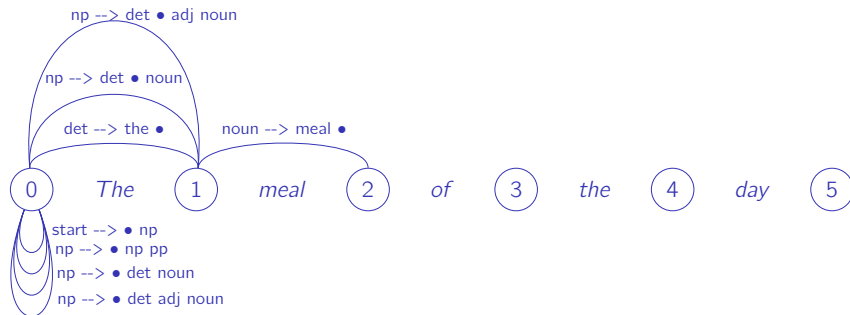 np --> det ● adj noun
np --> det ● noun
det --> the ● noun --> meal ●
0 The 1 meal 2 of 3 the 4 day 5
start --> ● np
np --> ● np pp
np --> ● det noun
np --> ● det adj noun